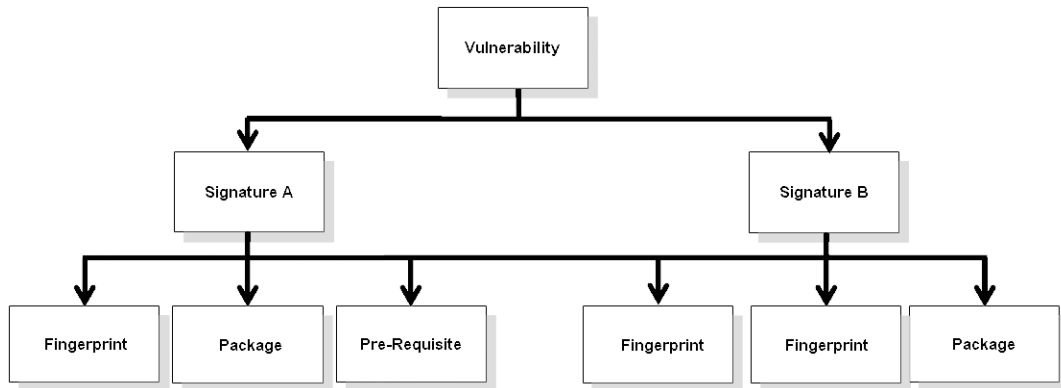 Vulnerability
Signature A
Signature B
Fingerprint
Package
Pre-Requisite
Fingerprint
Fingerprint
Package